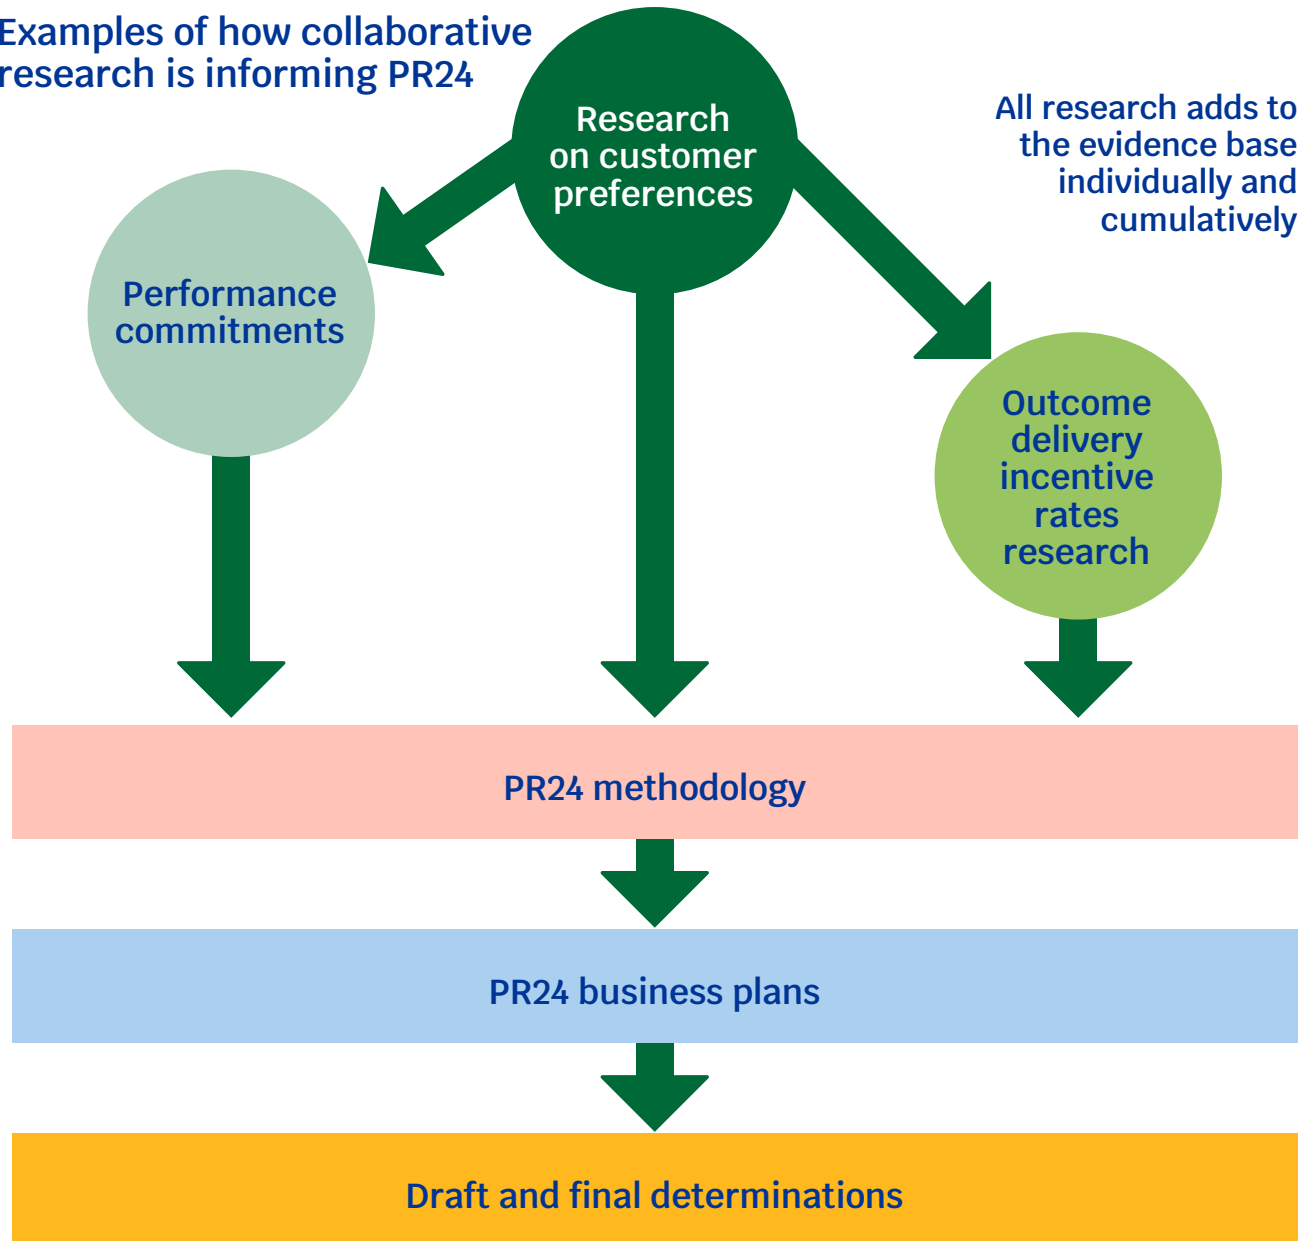 Examples of how collaborative
research is informing PR24
Research
on customer
preferences
All research adds to
the evidence base
individually and
cumulatively
Performance
commitments
Outcome
delivery
incentive
rates
research
PR24 methodology
PR24 business plans
Draft and final determinations